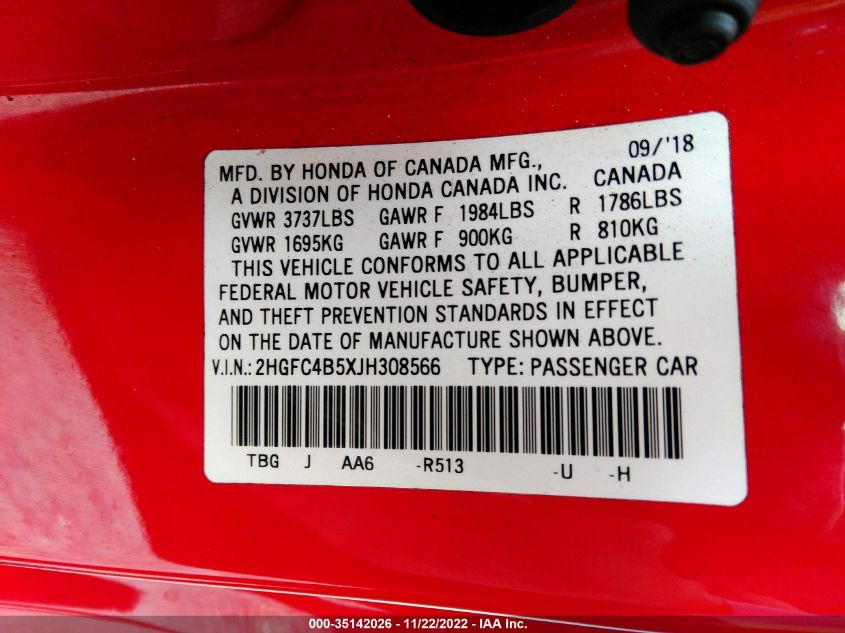 09/'18
MFD. BY HONDA OF CANADA MFG.,
A DIVISION OF HONDA CANADA INC. CANADA
GVWR 3737LBS GAWR F 1984LBS R 1786LBS
GVWR 1695KG GAWR F 900KG R 810KG
THIS VEHICLE CONFORMS TO ALL APPLICABLE
FEDERAL MOTOR VEHICLE SAFETY, BUMPER,
AND THEFT PREVENTION STANDARDS IN EFFECT
ON THE DATE OF MANUFACTURE SHOWN ABOVE.
V.I.N.: 2HGFC4B5XJH308566 TYPE: PASSENGER CAR
TBG J AA6 -R513 -U -H
000-35142026 - 11/22/2022 - IAA Inc.